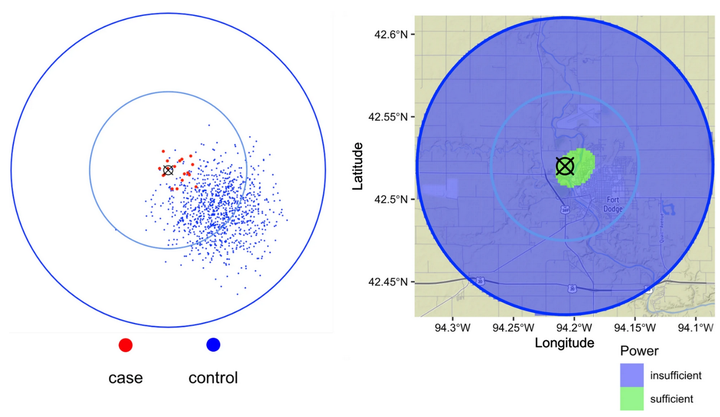 case
control
42.6°N
42.55°N
42.5°N
42.45°N
Latitude
Fort
Dodge
94.3°W
94.25°W
94.2°W
94.15°W
94.1°W
Longitude
Power
insufficient
sufficient